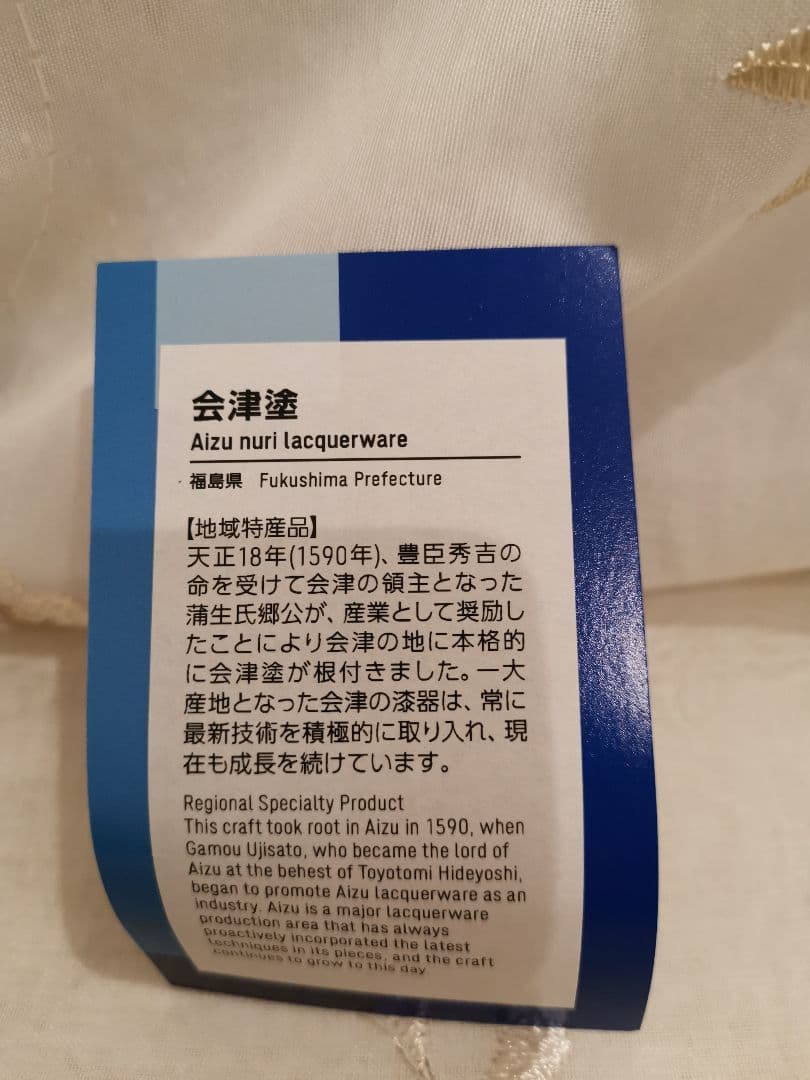 会津塗
Aizu nuri lacquerware
福島県 Fukushima Prefecture
【地域特産品】
天正18年(1590年)、豊臣秀吉の
命を受けて会津の領主となった
蒲生氏郷公が、産業として奨励し
たことにより会津の地に本格的
に会津塗が根付きました。一大
産地となった会津の漆器は、常に
最新技術を積極的に取り入れ、現
在も成長を続けています。
Regional Specialty Product
This craft took root in Aizu in 1590, when
Gamou Ujisato, who became the lord of
Aizu at the behest of Toyotomi Hideyoshi,
began to promote Aizu lacquerware as an
industry. Aizu is a major lacquerware
production area that has always
proactively incorporated the latest
techniques in its pieces, and the craft
continues to grow to this day